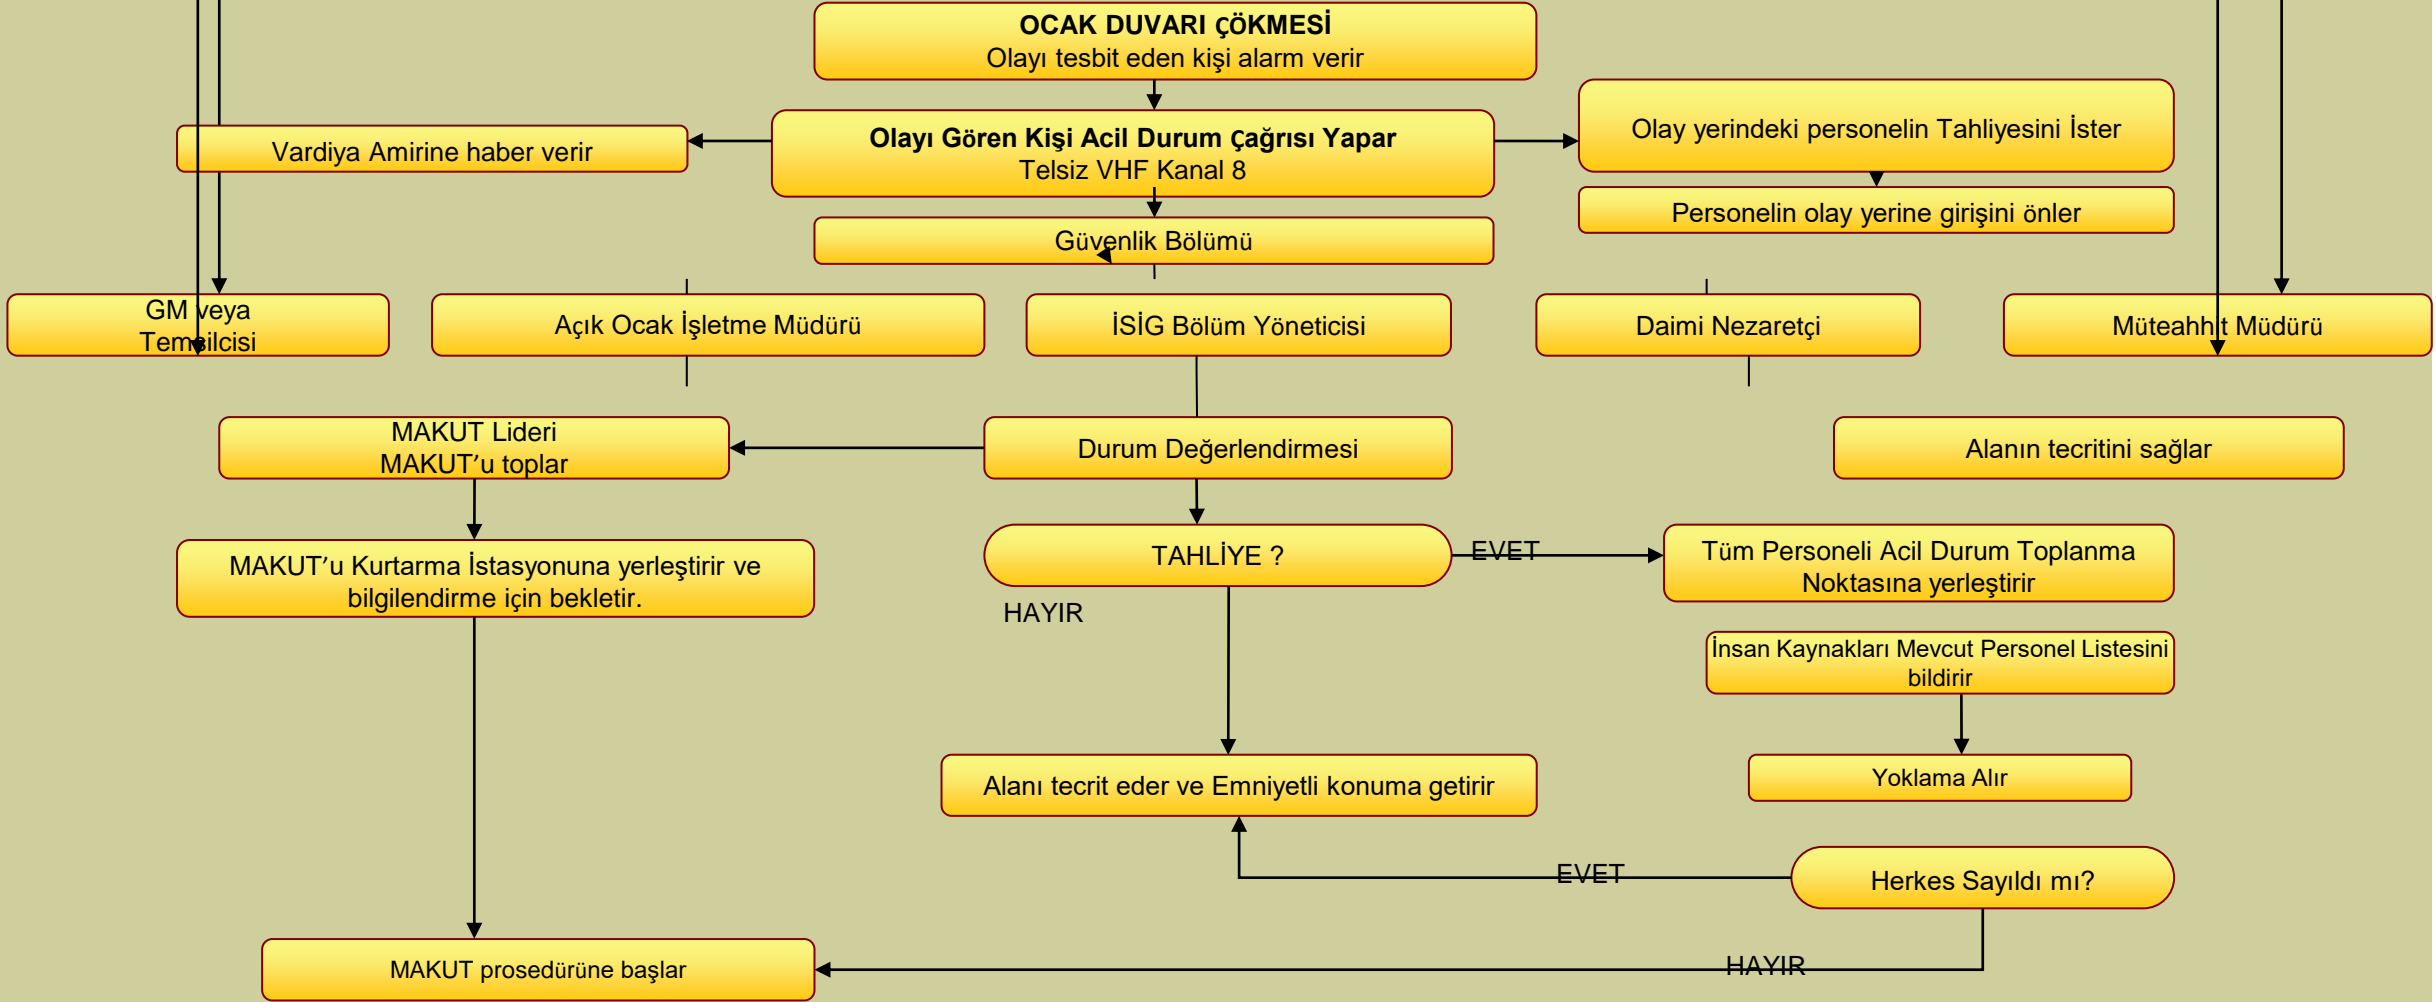 OCAK DUVARI ÇÖKMESİ
Olayı tesbit eden kişi alarm verir
Vardiya Amirine haber verir
Olayı Gören Kişi Acil Durum Çağrısı Yapar
Telsiz VHF Kanal 8
Olay yerindeki personelin Tahliyesini İster
Personelin olay yerine girişini önler
Güvenlik Bölümü
GM veya
Temsilcisi
Açık Ocak İşletme Müdürü
İSİG Bölüm Yöneticisi
Daimi Nezaretçi
Müteahhit Müdürü
MAKUT Lideri
MAKUT'u toplar
Durum Değerlendirmesi
Alanın tecritini sağlar
MAKUT'u Kurtarma İstasyonuna yerleştirir ve
bilgilendirme için bekletir.
TAHLİYE ?
EVET
Tüm Personeli Acil Durum Toplanma
Noktasına yerleştirir
HAYIR
İnsan Kaynakları Mevcut Personel Listesini
bildirir
Alanı tecrit eder ve Emniyetli konuma getirir
Yoklama Alır
EVET
Herkes Sayıldı mı?
MAKUT prosedürüne başlar
HAYIR